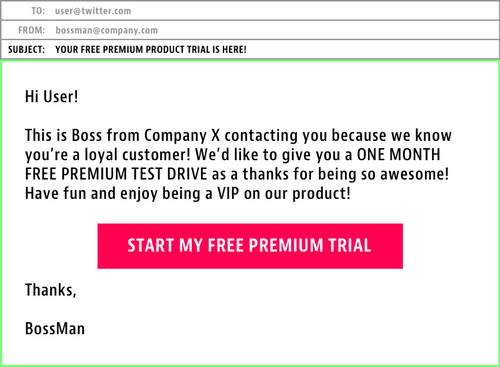 TO: user@twitter.com
FROM: bossman@company.com
SUBJECT: YOUR FREE PREMIUM PRODUCT TRIAL IS HERE!
Hi User!
This is Boss from Company X contacting you because we know
you're a loyal customer! We'd like to give you a ONE MONTH
FREE PREMIUM TEST DRIVE as a thanks for being so awesome!
Have fun and enjoy being a VIP on our product!
START MY FREE PREMIUM TRIAL
Thanks,
BossMan